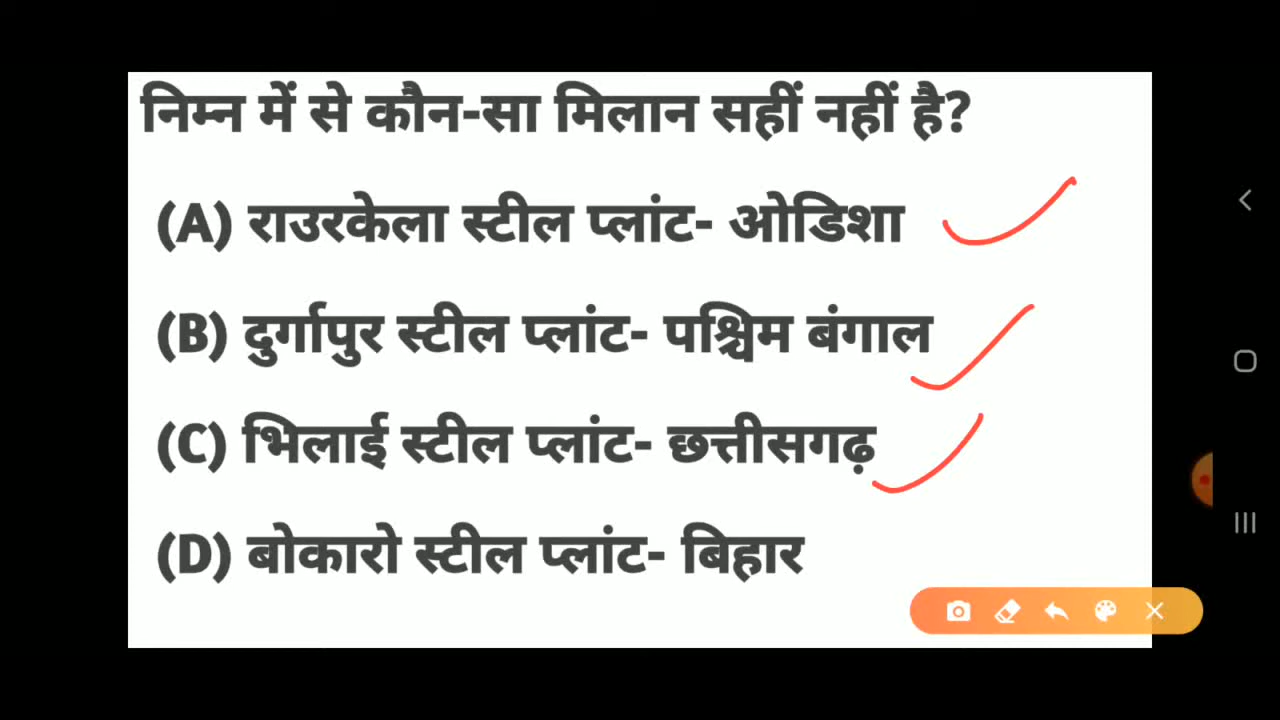 निम्न में से कौन-सा मिलान सहीं नहीं है?
(A) राउरकेला स्टील प्लांट- ओडिशा
(B) दुर्गापुर स्टील प्लांट- पश्चिम बंगाल
(C) भिलाई स्टील प्लांट- छत्तीसगढ़
(D) बोकारो स्टील प्लांट- बिहार